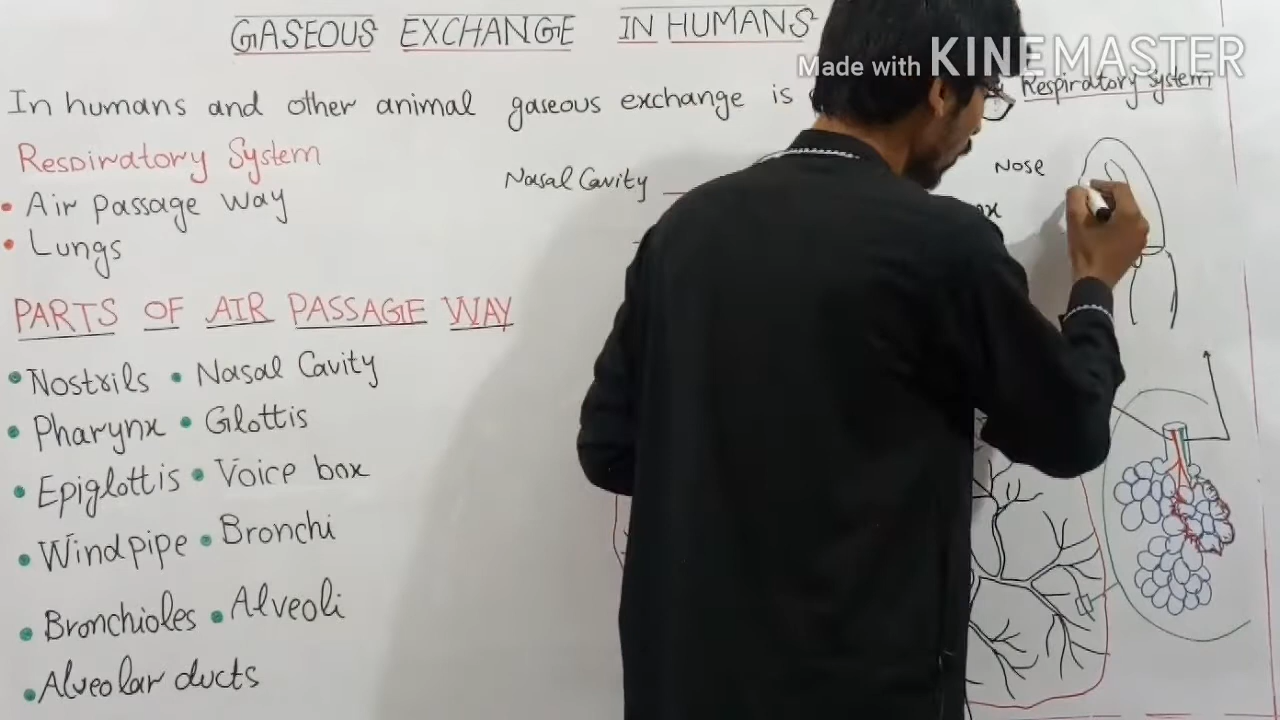 GASEOUS EXCHANGE IN HUMANS
Made with KINEMASTER
In humans and other animal gaseous exchange is
Respiratory System
Respiratory System
Nasal Cavity
Nose
• Air passage way
• Lungs
PARTS OF AIR PASSAGE WAY
• Nostrils • Nasal Cavity
• Pharynx • Glottis
• Epiglottis • Voice box
• Windpipe • Bronchi
• Bronchioles • Alveoli
• Alveolar ducts